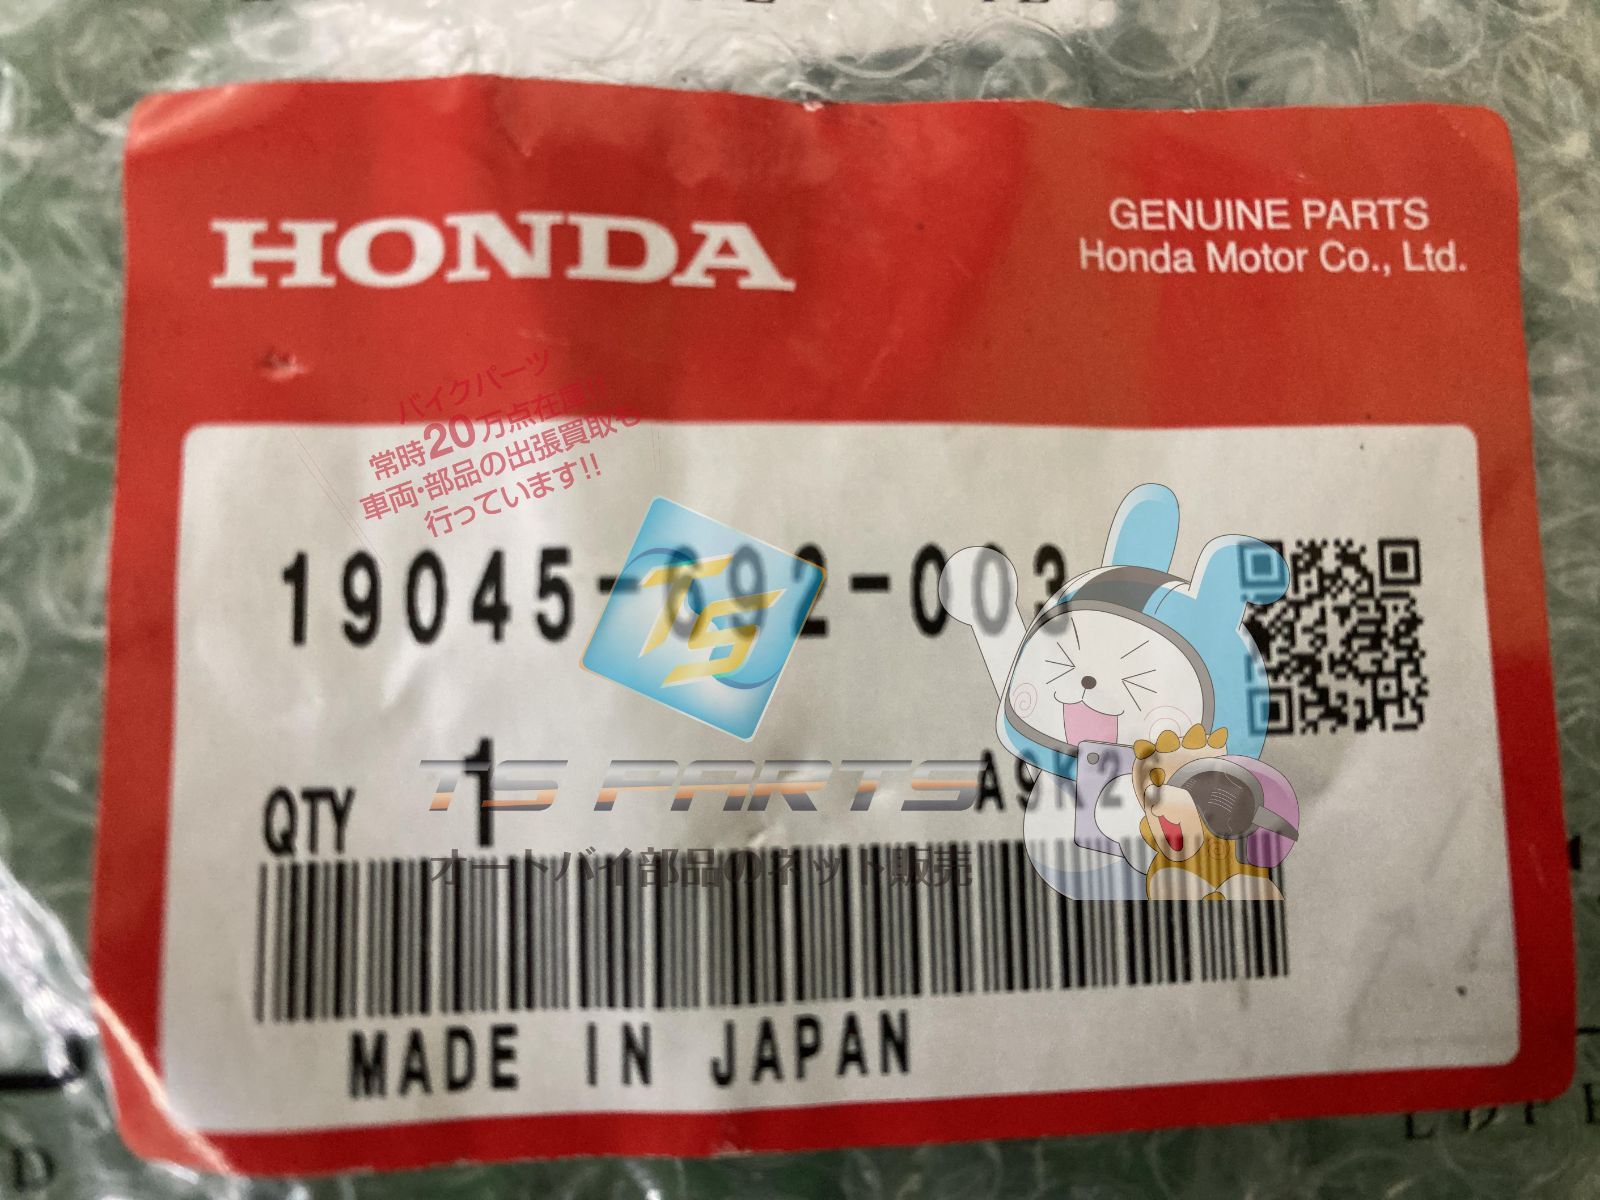 HONDA
GENUINE PARTS
Honda Motor Co., Ltd.
バイクパーツ
常時20万点在庫!!
車両・部品の出張買取も
行っています!!
19045-692-003
TS
QTY 1
TS PARTS
オートバイ部品のネット販売
MADE IN JAPAN